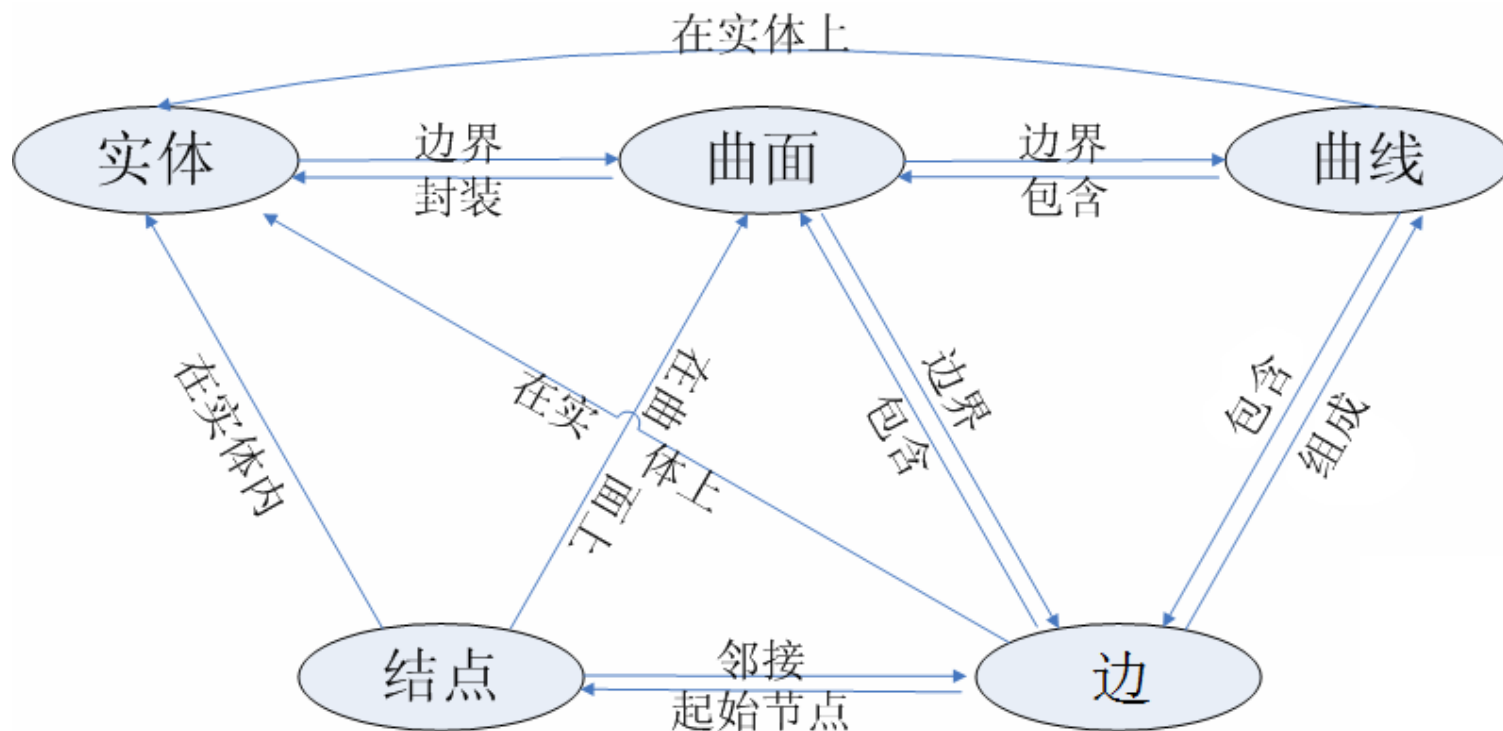 在实体上
实体
边界
封装
曲面
边界
包含
曲线
在实体内
在实体上
在曲面上
边界
包含
包含
组成
结点
邻接
起始节点
边